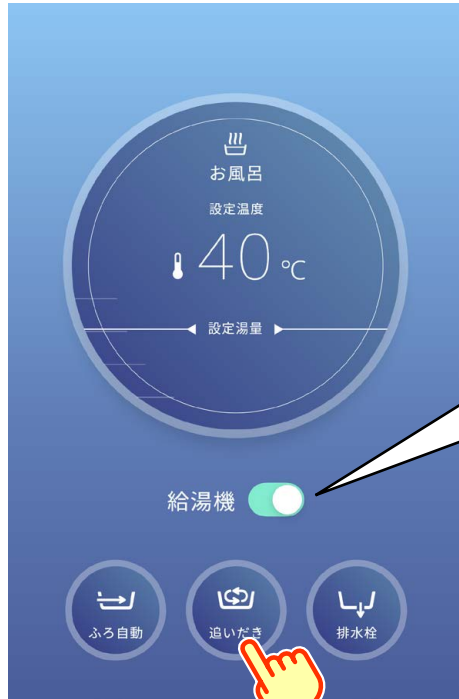 お風呂
設定温度
40 ℃
◀ 設定湯量 ▶
給湯機
ふろ自動
追いだき
排水栓